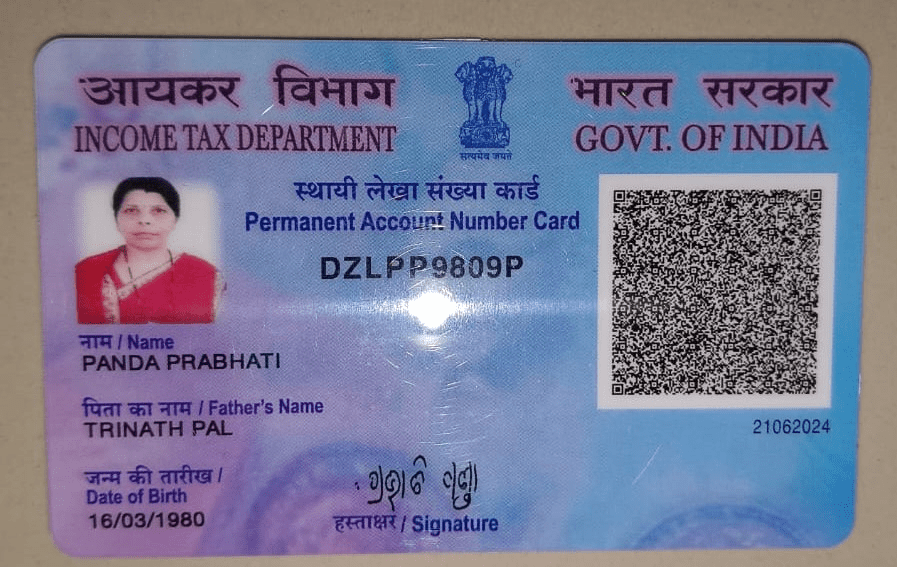 आयकर विभाग
INCOME TAX DEPARTMENT
सत्यमेव जयते
भारत सरकार
GOVT. OF INDIA
स्थायी लेखा संख्या कार्ड
Permanent Account Number Card
DZLPP9809P
नाम / Name
PANDA PRABHATI
पिता का नाम / Father's Name
TRINATH PAL
21062024
जन्म की तारीख /
Date of Birth
16/03/1980
हस्ताक्षर / Signature